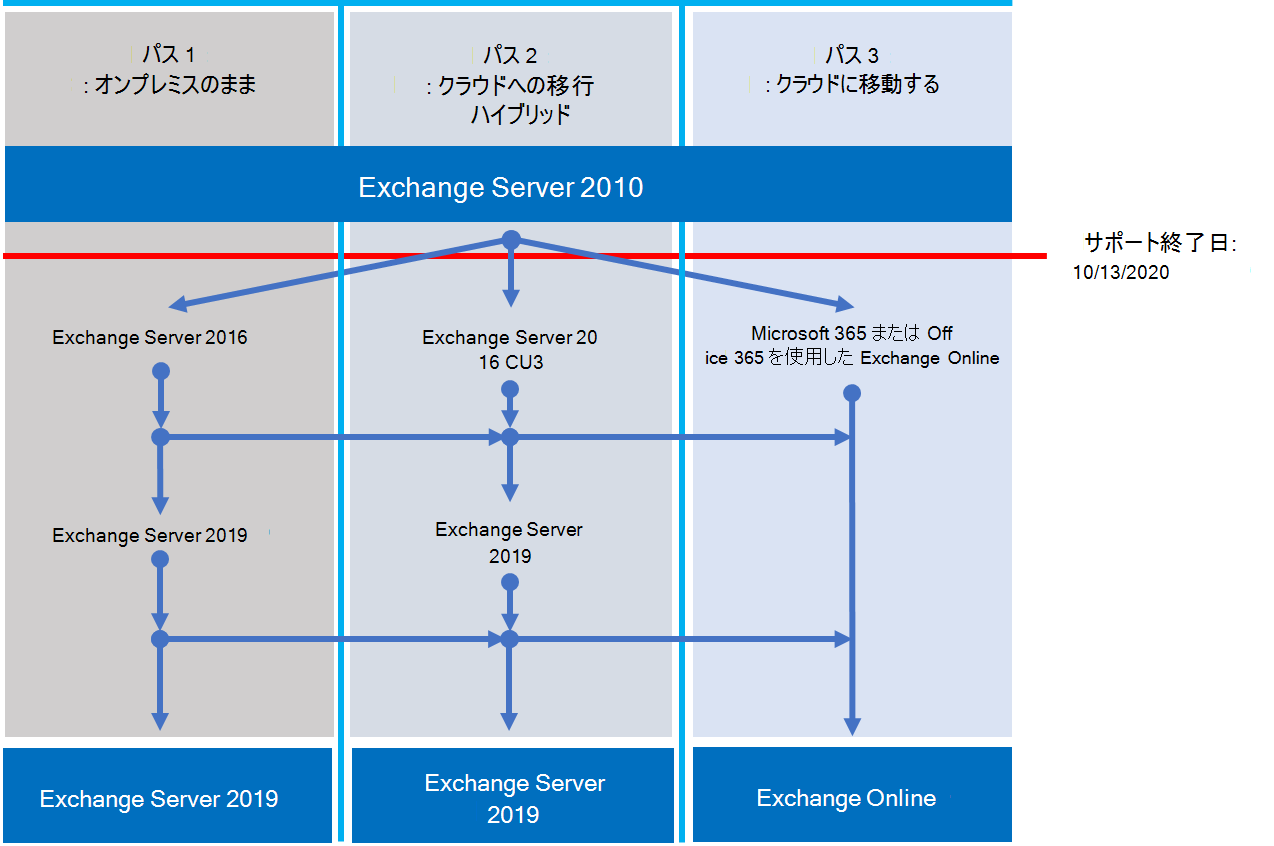 パス 1
: オンプレミスのまま
パス 2
: クラウドへの移行
ハイブリッド
パス 3
: クラウドに移動する
Exchange Server 2010
サポート終了日:
10/13/2020
Exchange Server 2016
Exchange Server 20
16 CU3
Microsoft 365 または Off
ice 365 を使用した Exchange Online
Exchange Server 2019
Exchange Server
2019
Exchange Server 2019
Exchange Server
2019
Exchange Online